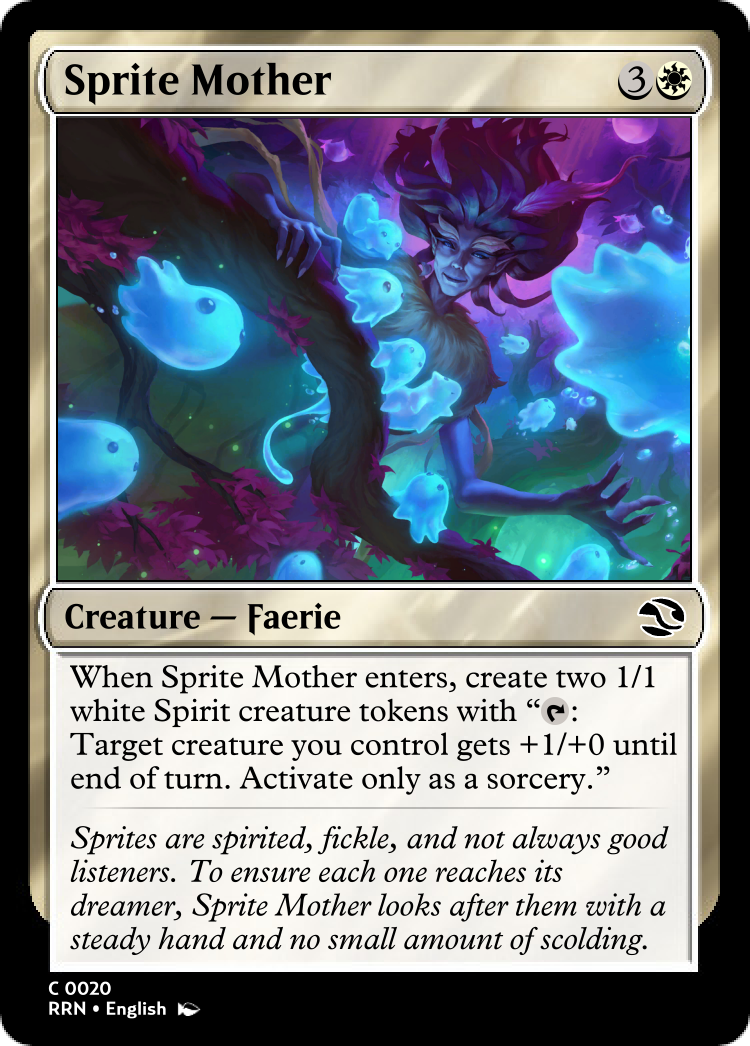 Sprite Mother
3
Creature — Faerie
When Sprite Mother enters, create two 1/1
white Spirit creature tokens with “ :
Target creature you control gets +1/+0 until
end of turn. Activate only as a sorcery.”
Sprites are spirited, fickle, and not always good
listeners. To ensure each one reaches its
dreamer, Sprite Mother looks after them with a
steady hand and no small amount of scolding.
C 0020
RRN • English